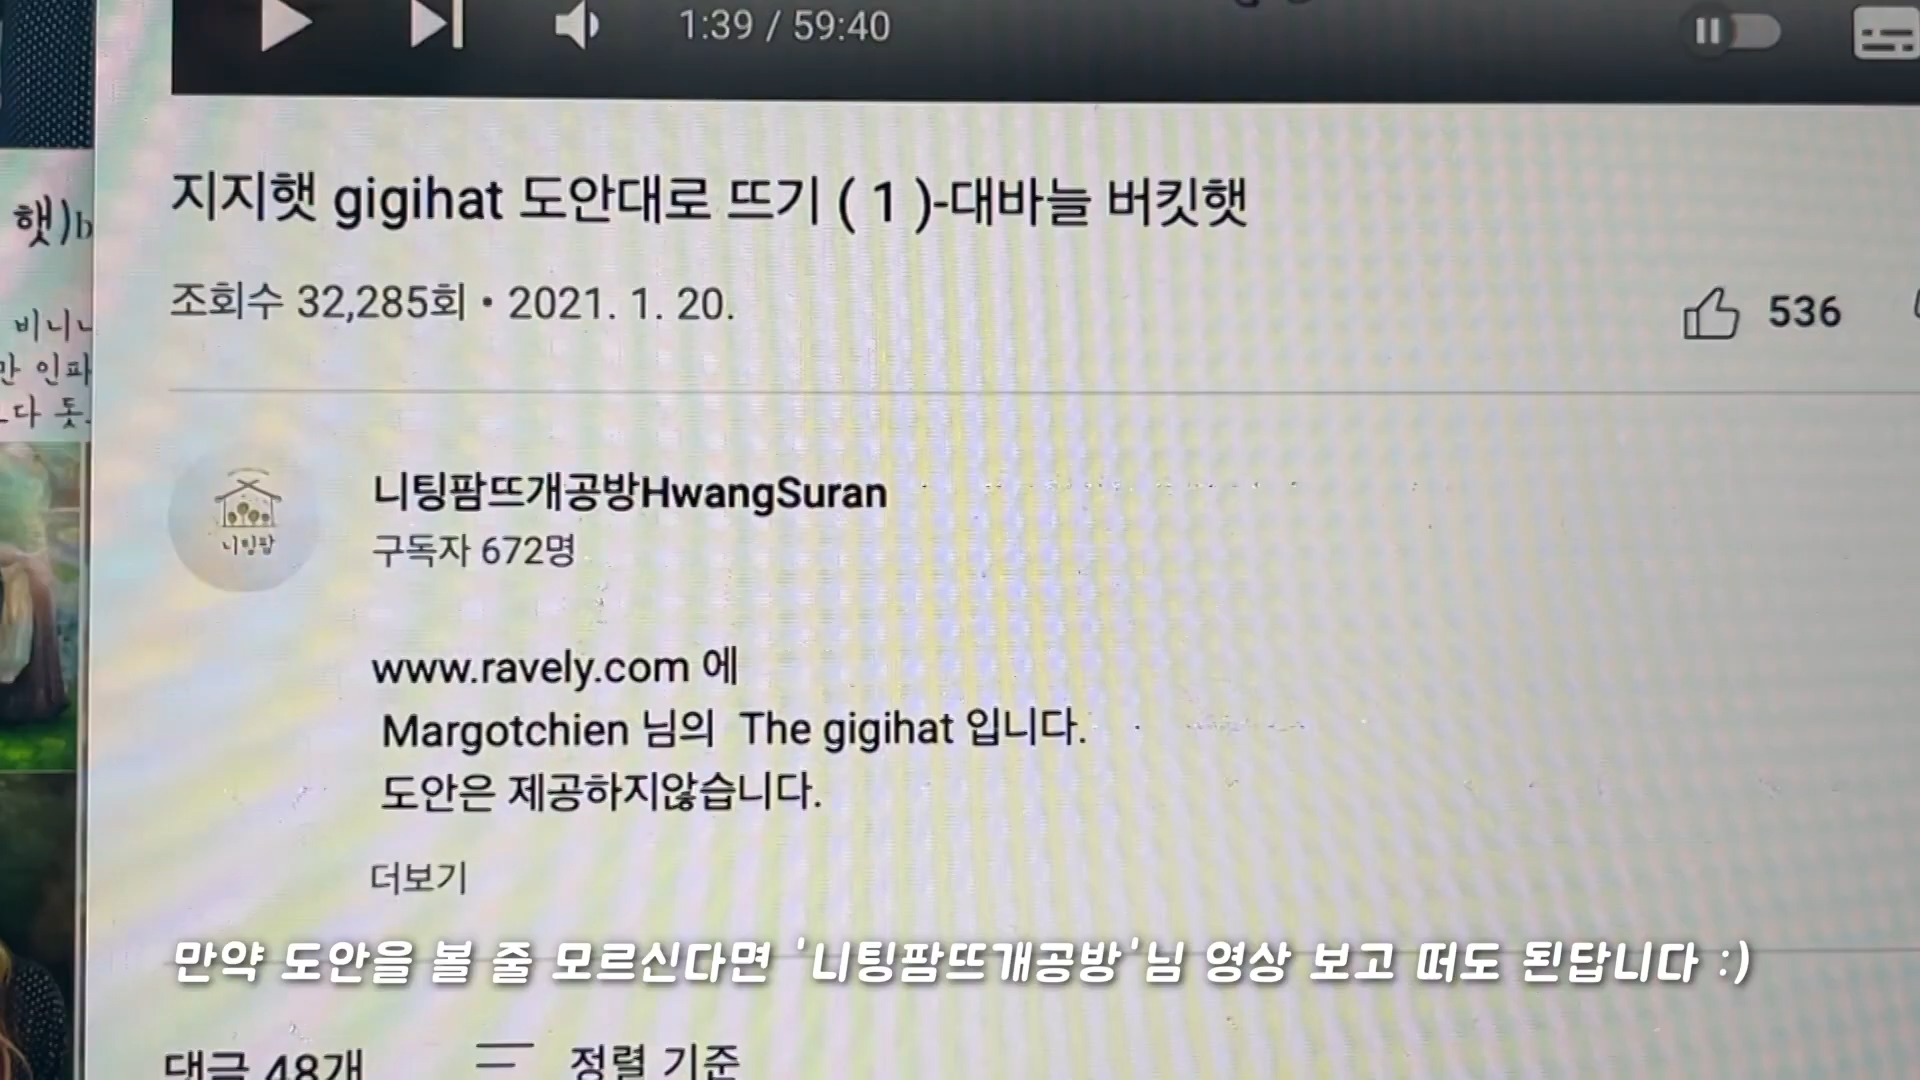 1:39 / 59:40
지지햇 gigihat 도안대로 뜨기 ( 1 )-대바늘 버킷햇
조회수 32,285회 • 2021. 1. 20.
536
햇)b
비니니
만 인파
니팅팜
니팅팜뜨개공방HwangSuran
구독자 672명
www.ravely.com 에
Margotchien 님의 The gigihat 입니다.
도안은 제공하지않습니다.
더보기
만약 도안을 볼 줄 모르신다면 '니팅팜뜨개공방'님 영상 보고 떠도 된답니다 :)
댓글 48개
정렬 기준